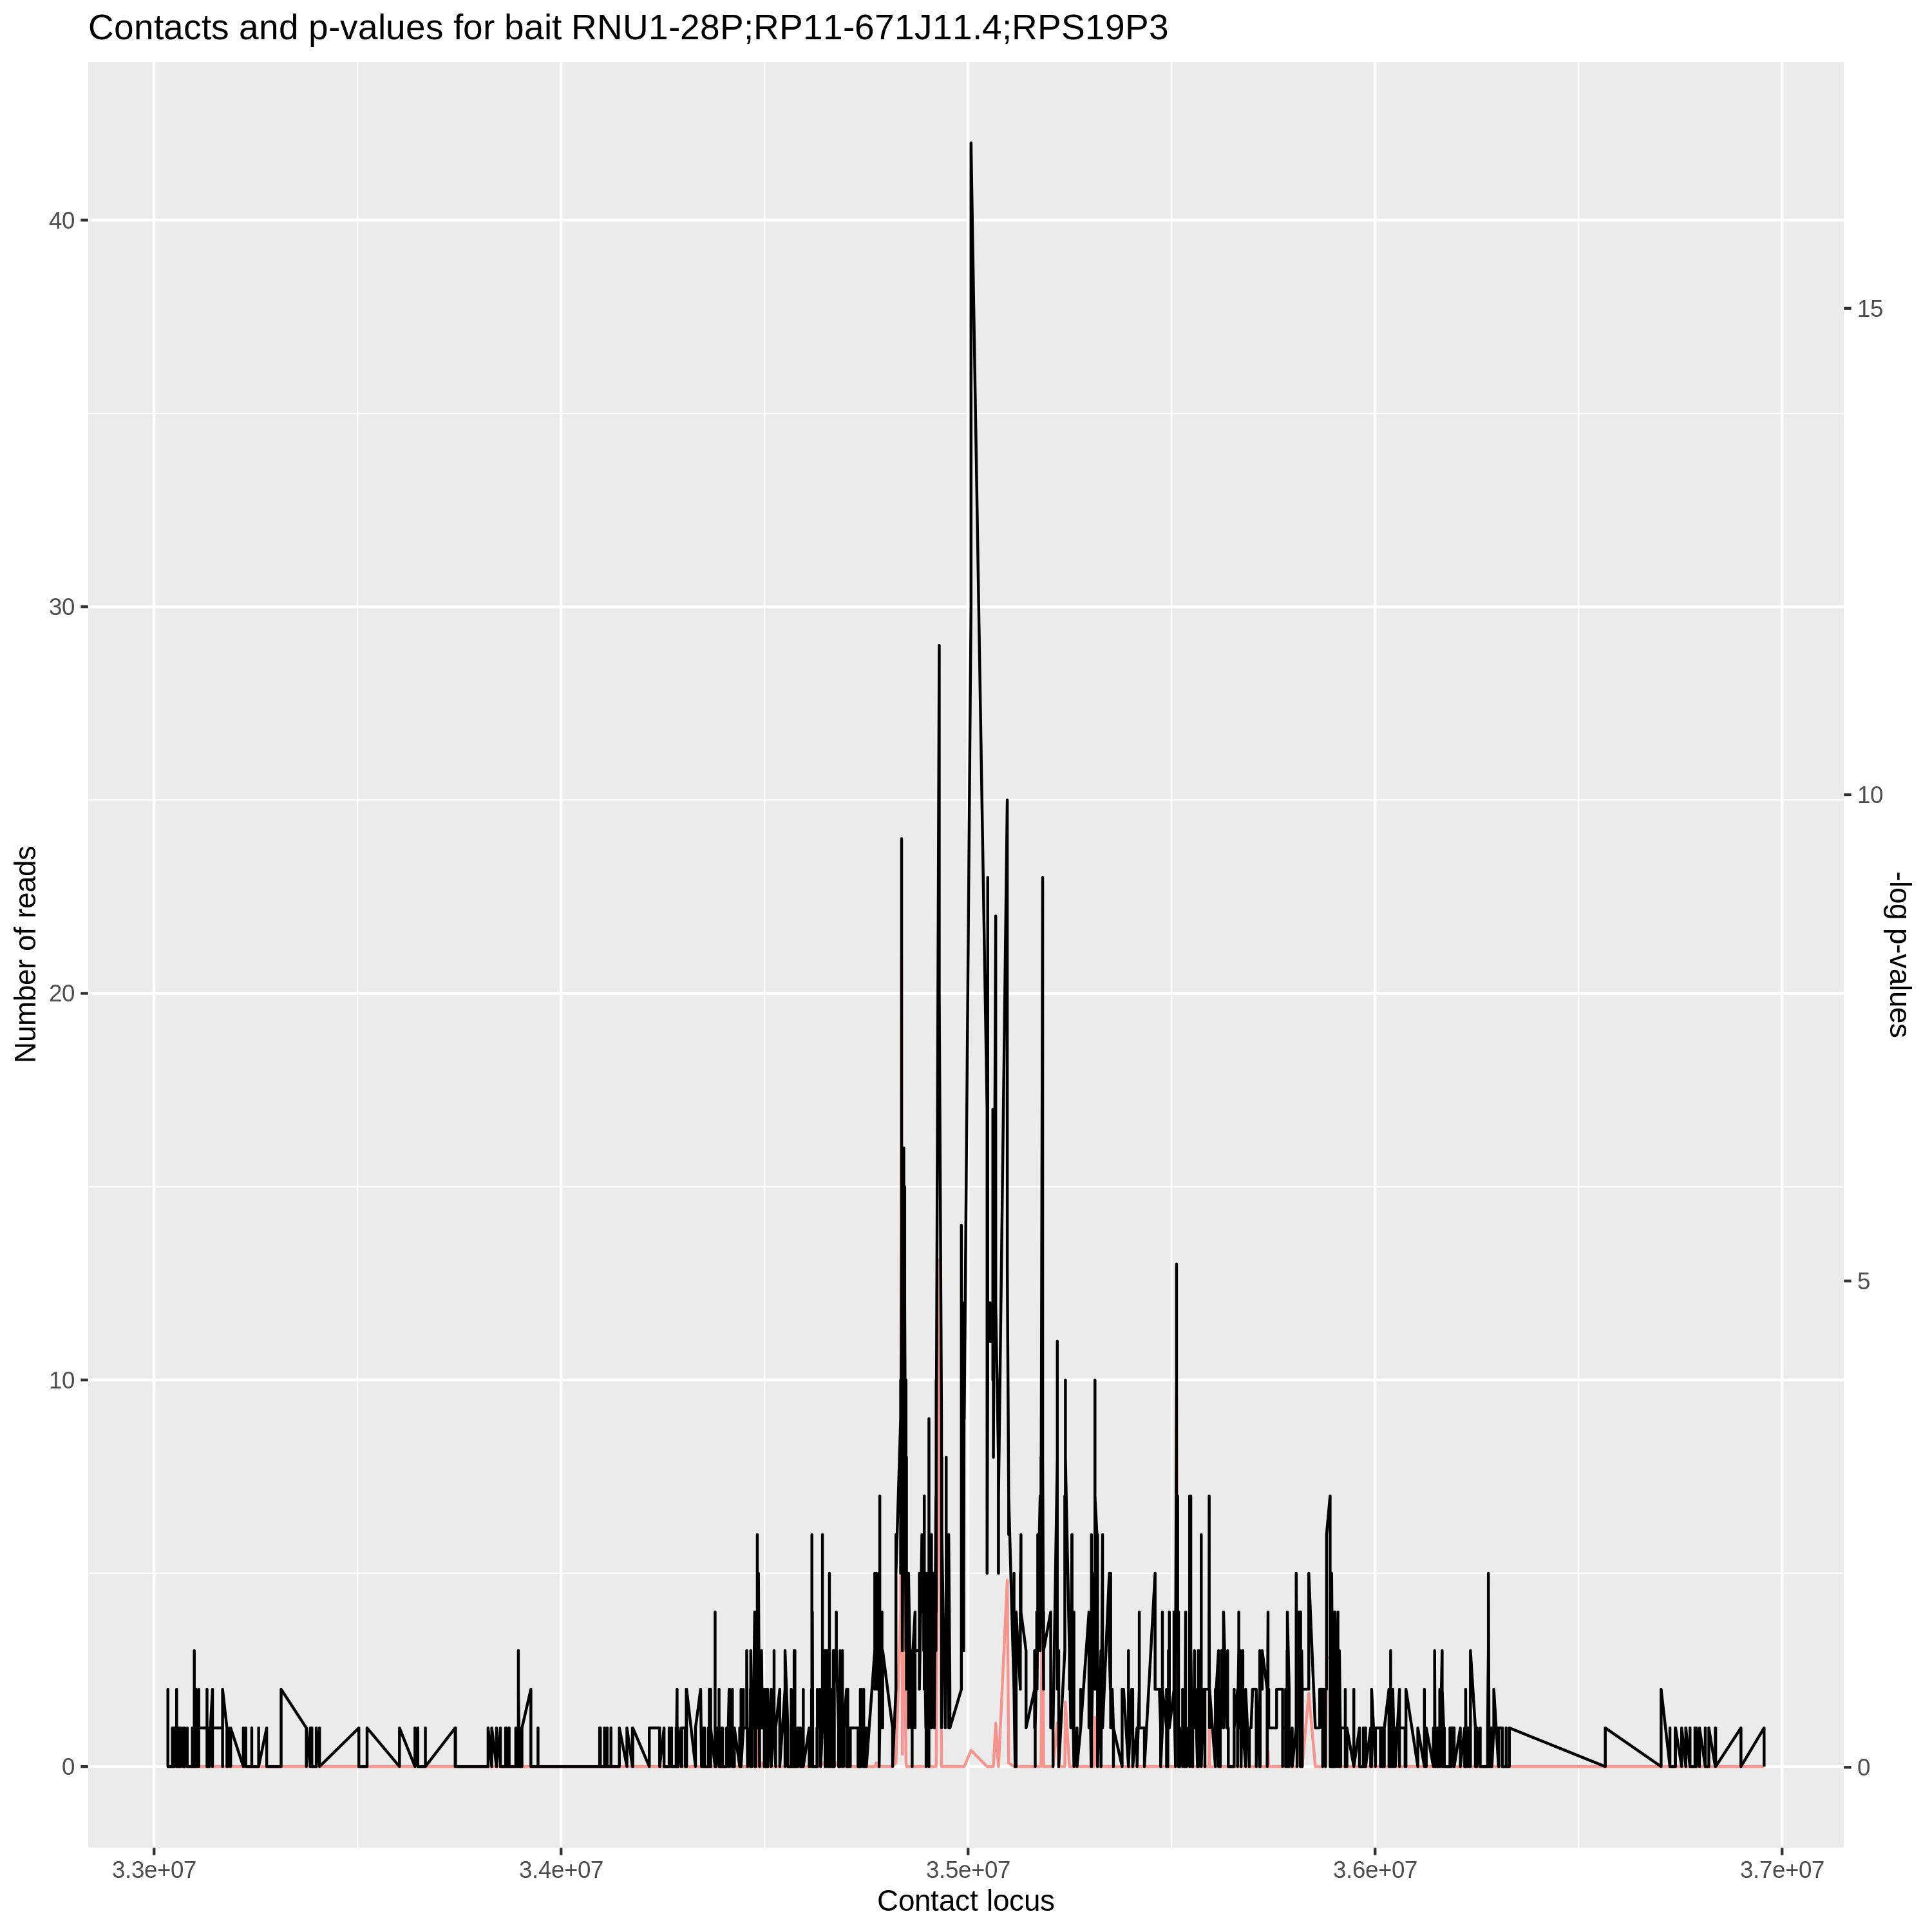 Contacts and p-values for bait RNU1-28P;RP11-671J11.4;RPS19P3
40
30
20
10
0
Number of reads
15
10
5
0
-log p-values
3.3e+07
3.4e+07
3.5e+07
3.6e+07
3.7e+07
Contact locus